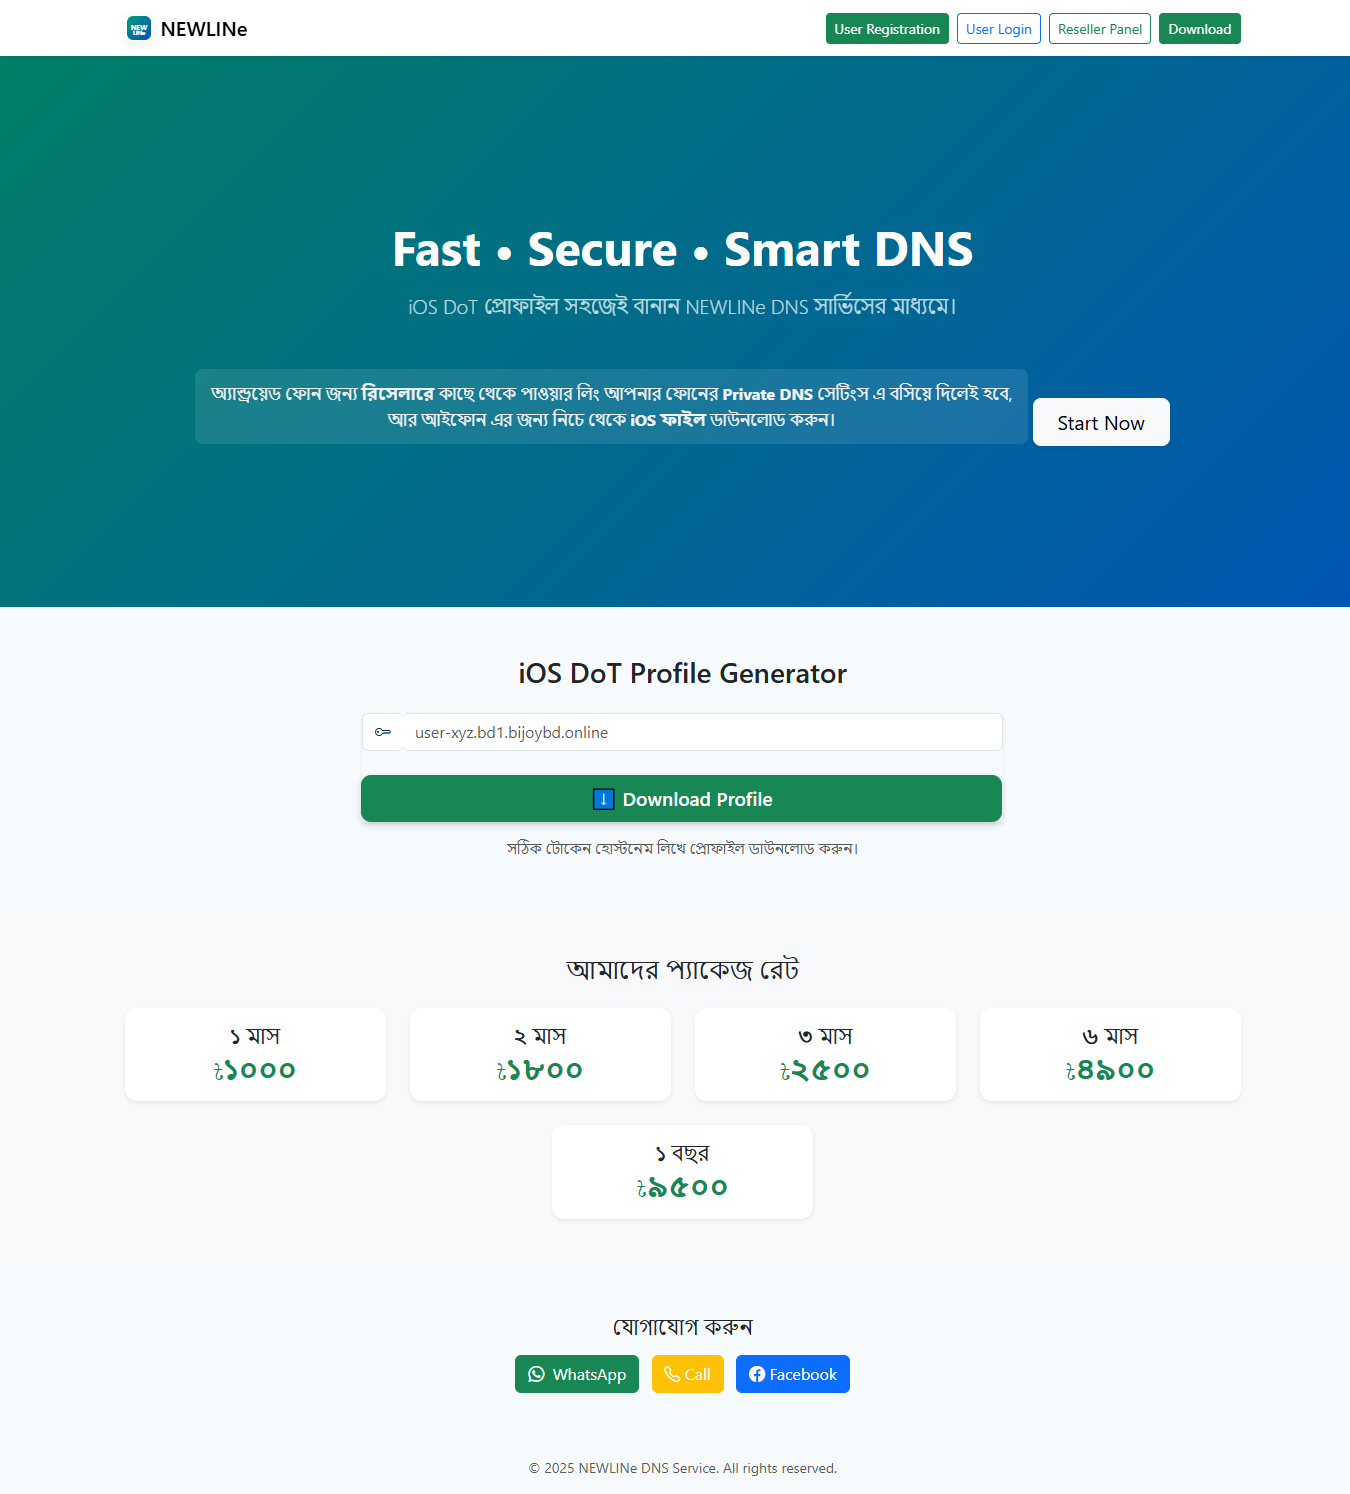 NEW
LINe
NEWLINe
User Registration
User Login
Reseller Panel
Download
Fast • Secure • Smart DNS
iOS DoT প্রোফাইল সহজেই বানান NEWLINe DNS সার্ভিসের মাধ্যমে।
অ্যান্ড্রয়েড ফোন জন্য রিসেলারে কাছে থেকে পাওয়ার লিং আপনার ফোনের Private DNS সেটিংস এ বসিয়ে দিলেই হবে,
আর আইফোন এর জন্য নিচে থেকে iOS ফাইল ডাউনলোড করুন।
Start Now
iOS DoT Profile Generator
user-xyz.bd1.bijoybd.online
Download Profile
সঠিক টোকেন হোস্টনেম লিখে প্রোফাইল ডাউনলোড করুন।
আমাদের প্যাকেজ রেট
১ মাস
৳১০০০
২ মাস
৳১৮০০
৩ মাস
৳২৫০০
৬ মাস
৳৪৯০০
১ বছর
৳৯৫০০
যোগাযোগ করুন
WhatsApp
Call
Facebook
© 2025 NEWLINe DNS Service. All rights reserved.